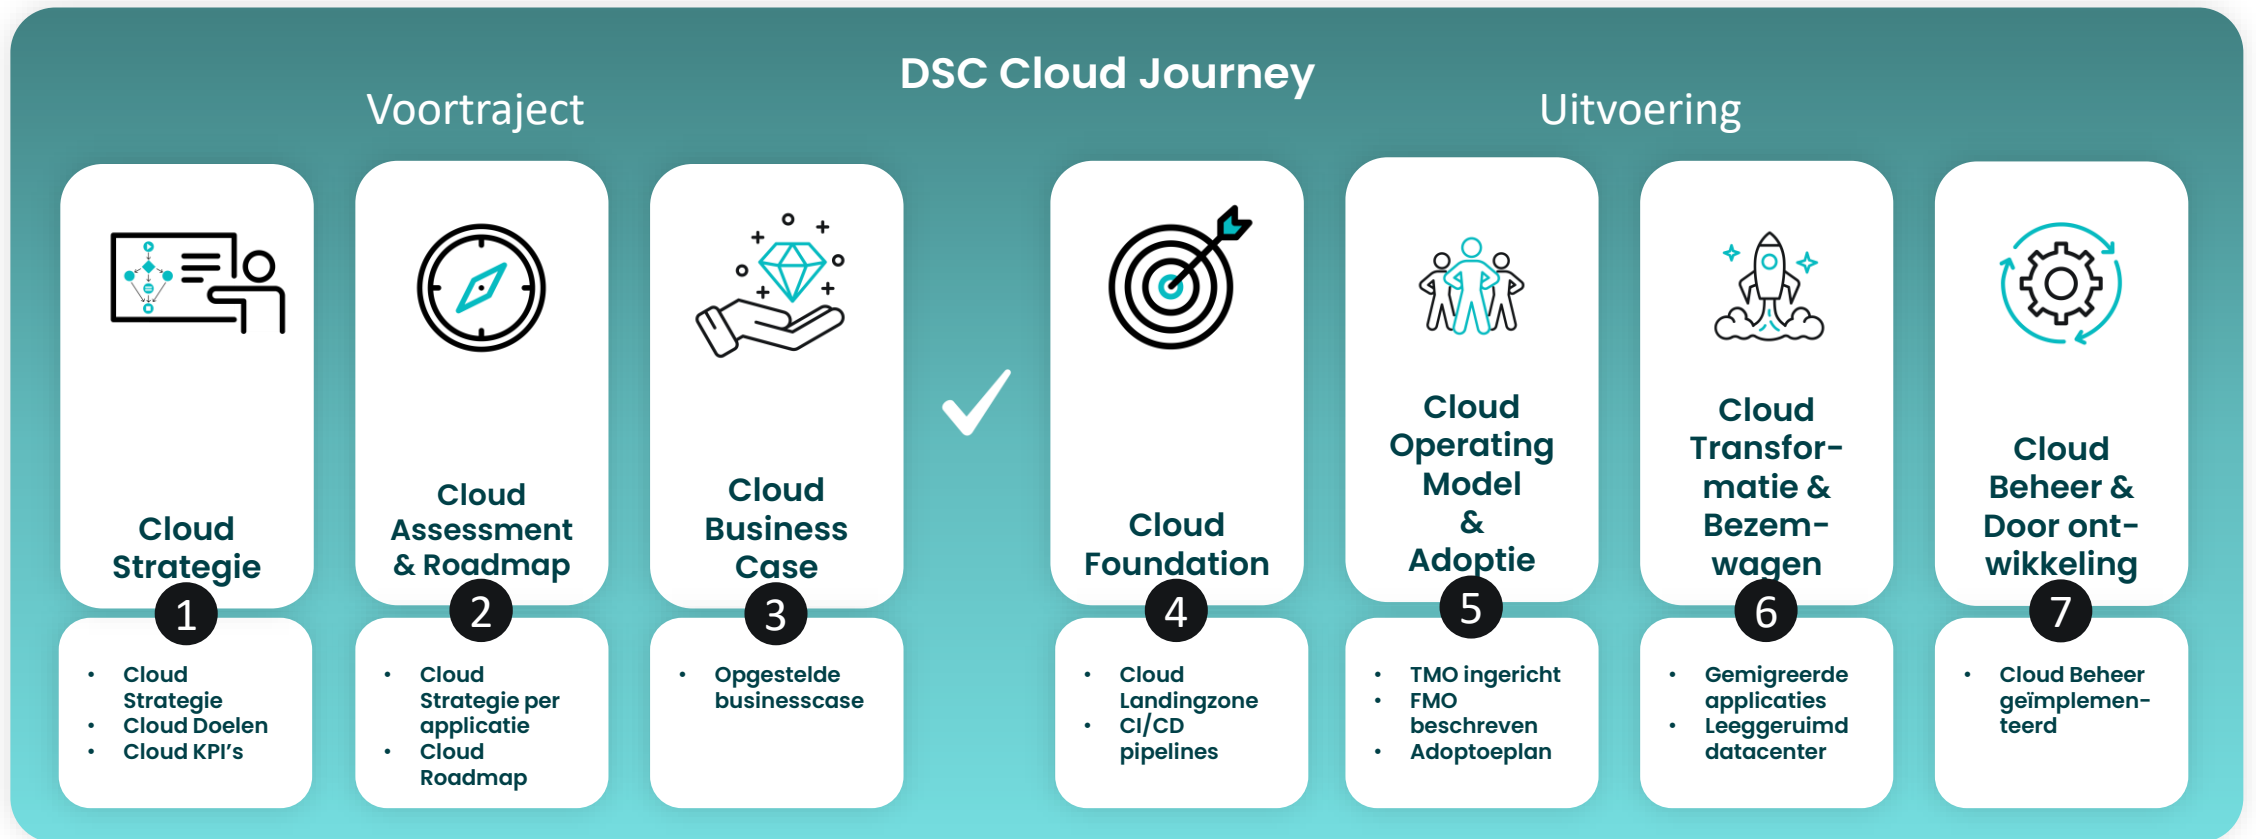 DSC Cloud Journey
Voortraject
Uitvoering
Cloud
Strategie
1
• Cloud
Strategie
• Cloud Doelen
• Cloud KPI's
Cloud
Assessment
& Roadmap
2
• Cloud
Strategie per
applicatie
• Cloud
Roadmap
Cloud
Business
Case
3
• Opgestelde
businesscase
Cloud
Foundation
4
• Cloud
Landingzone
• CI/CD
pipelines
Cloud
Operating
Model
&
Adoptie
5
• TMO ingericht
• FMO
beschreven
• Adoptoeplan
Cloud
Transfor-
matie &
Bezem-
wagen
6
• Gemigreerde
applicaties
• Leeggeruimd
datacenter
Cloud
Beheer &
Door ont-
wikkeling
7
• Cloud Beheer
geïmplemen-
teerd